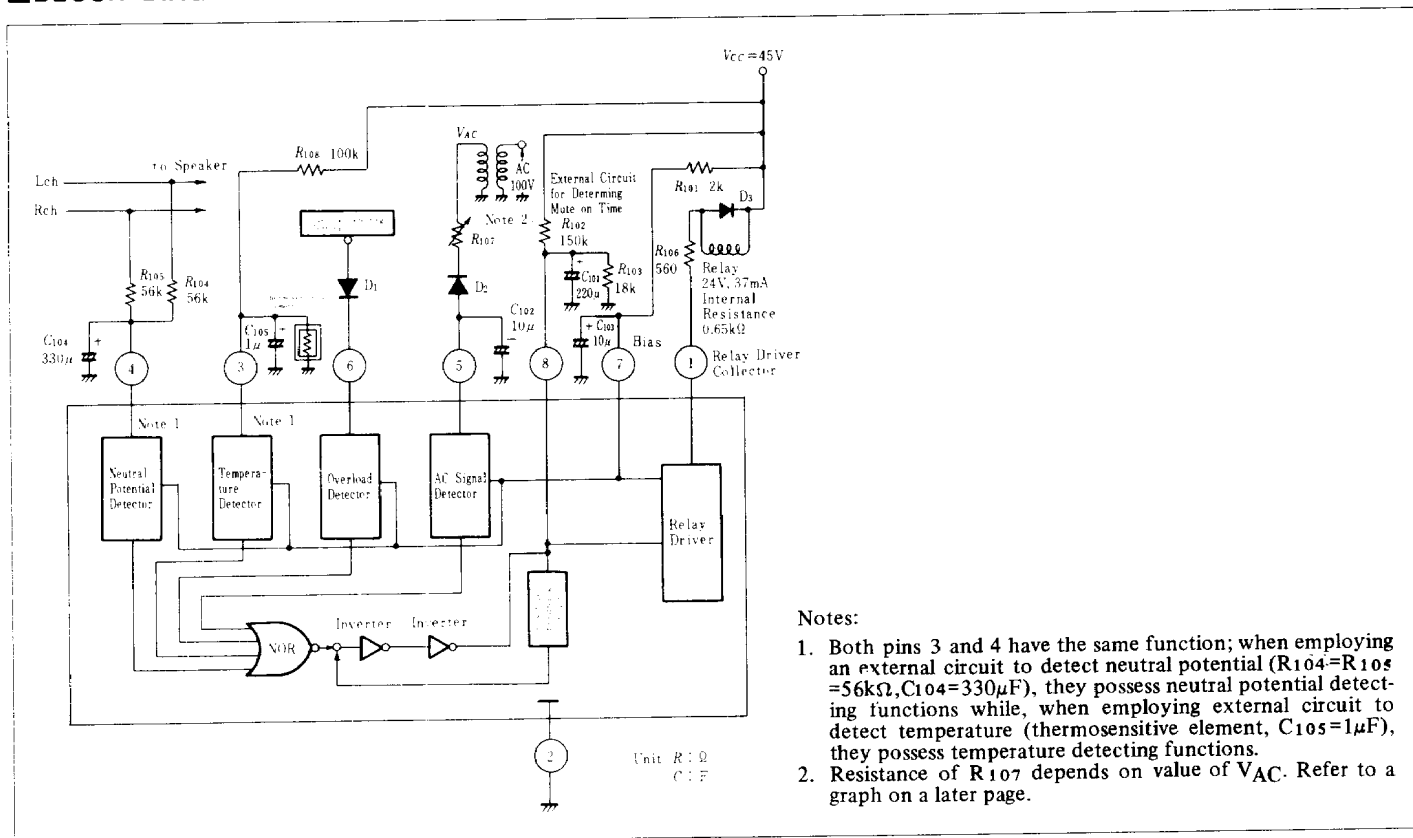 Vcc=45V
VAC
AC
100V
R108 100k
to Speaker
Lch
Rch
External Circuit
for Determing
Mute on Time
Note 2
R107
R102
150k
R101 2k
D3
R106
560
Relay
24V, 37mA
Internal
Resistance
0.65kΩ
R105
56k
R104
56k
D1
D2
C101
220μ
R103
18k
C104
330μ
C105
1μ
C102
10μ
C103
10μ
Bias
4
3
6
5
8
7
1
Relay Driver
Collector
Note 1
Note 1
Neutral
Potential
Detector
Tempera-
ture
Detector
Overload
Detector
AC Signal
Detector
Relay
Driver
NOR
Inverter
Inverter
2
Unit R : Ω
C : F
Notes:
1. Both pins 3 and 4 have the same function; when employing
an external circuit to detect neutral potential (R104=R105
=56kΩ,C104=330μF), they possess neutral potential detect-
ing functions while, when employing external circuit to
detect temperature (thermosensitive element, C105=1μF),
they possess temperature detecting functions.
2. Resistance of R107 depends on value of VAC. Refer to a
graph on a later page.